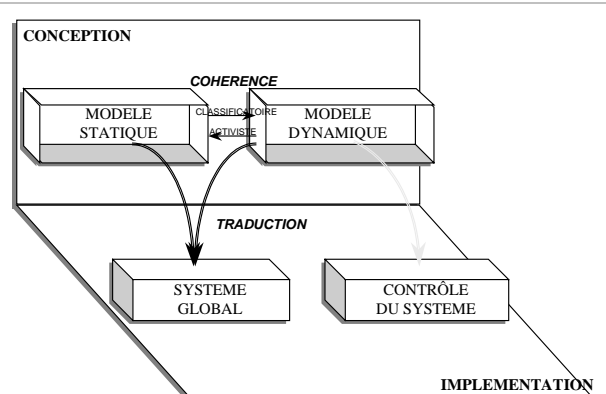 CONCEPTION
COHERENCE
MODELE
STATIQUE
CLASSIFICATOIRE
ACTIVISTE
MODELE
DYNAMIQUE
TRADUCTION
SYSTEME
GLOBAL
CONTRÔLE
DU SYSTEME
IMPLEMENTATION